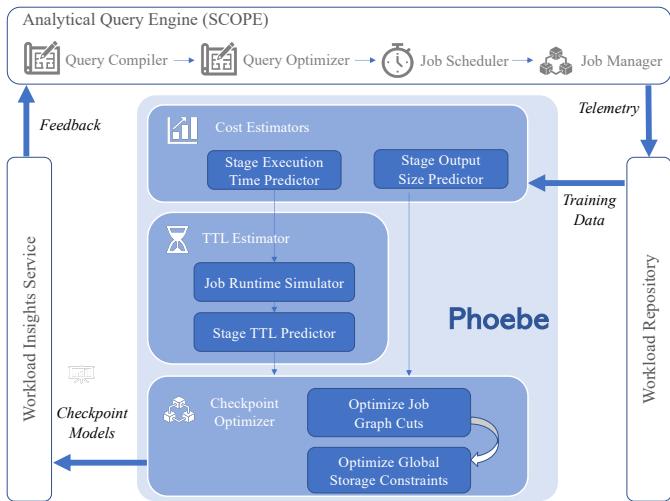 Analytical Query Engine (SCOPE)
Query Compiler
Query Optimizer
Job Scheduler
Job Manager
Feedback
Telemetry
Cost Estimators
Stage Execution
Time Predictor
Stage Output
Size Predictor
Training
Data
TTL Estimator
Job Runtime Simulator
Stage TTL Predictor
Phoebe
Workload Insights Service
Workload Repository
Checkpoint
Models
Checkpoint
Optimizer
Optimize Job
Graph Cuts
Optimize Global
Storage Constraints